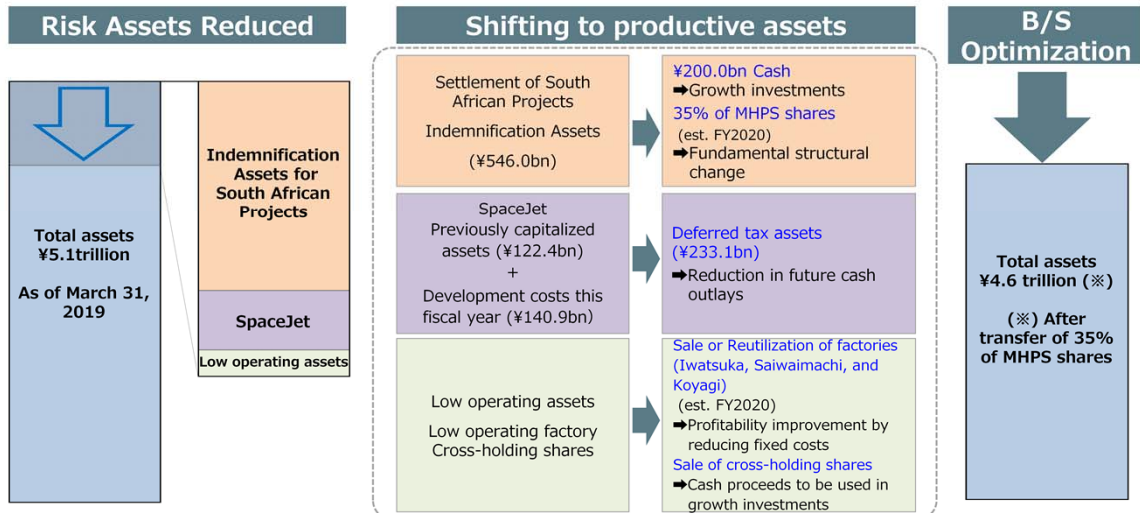 Risk Assets Reduced
Total assets
¥5.1trillion
As of March 31,
2019
Indemnification
Assets for
South African
Projects
SpaceJet
Low operating assets
Shifting to productive assets
Settlement of South
African Projects
Indemnification Assets
(¥546.0bn)
¥200.0bn Cash
➡Growth investments
35% of MHPS shares
(est. FY2020)
➡Fundamental structural
change
SpaceJet
Previously capitalized
assets (¥122.4bn)
+
Development costs this
fiscal year (¥140.9bn)
Deferred tax assets
(¥233.1bn)
➡Reduction in future cash
outlays
Low operating assets
Low operating factory
Cross-holding shares
Sale or Reutilization of factories
(Iwatsuka, Saiwaimachi, and
Koyagi)
(est. FY2020)
➡Profitability improvement by
reducing fixed costs
Sale of cross-holding shares
➡Cash proceeds to be used in
growth investments
B/S
Optimization
Total assets
¥4.6 trillion (※)
(※) After
transfer of 35%
of MHPS shares